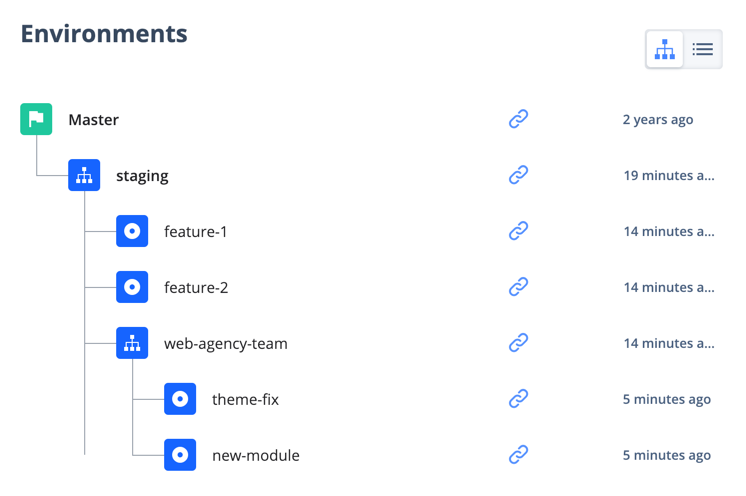 Environments
Master 2 years ago
staging 19 minutes a...
feature-1 14 minutes a...
feature-2 14 minutes a...
web-agency-team 14 minutes a...
theme-fix 5 minutes ago
new-module 5 minutes ago